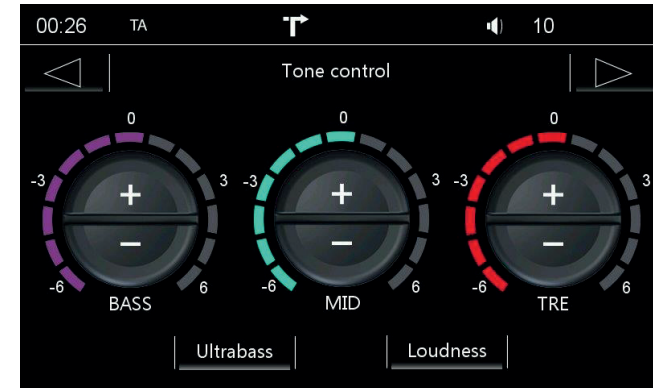 00:26 TA 10
Tone control
0 0 0
-3 3 -3 3 -3 3
+ + +
− − −
-6 6 -6 6 -6 6
BASS MID TRE
Ultrabass Loudness